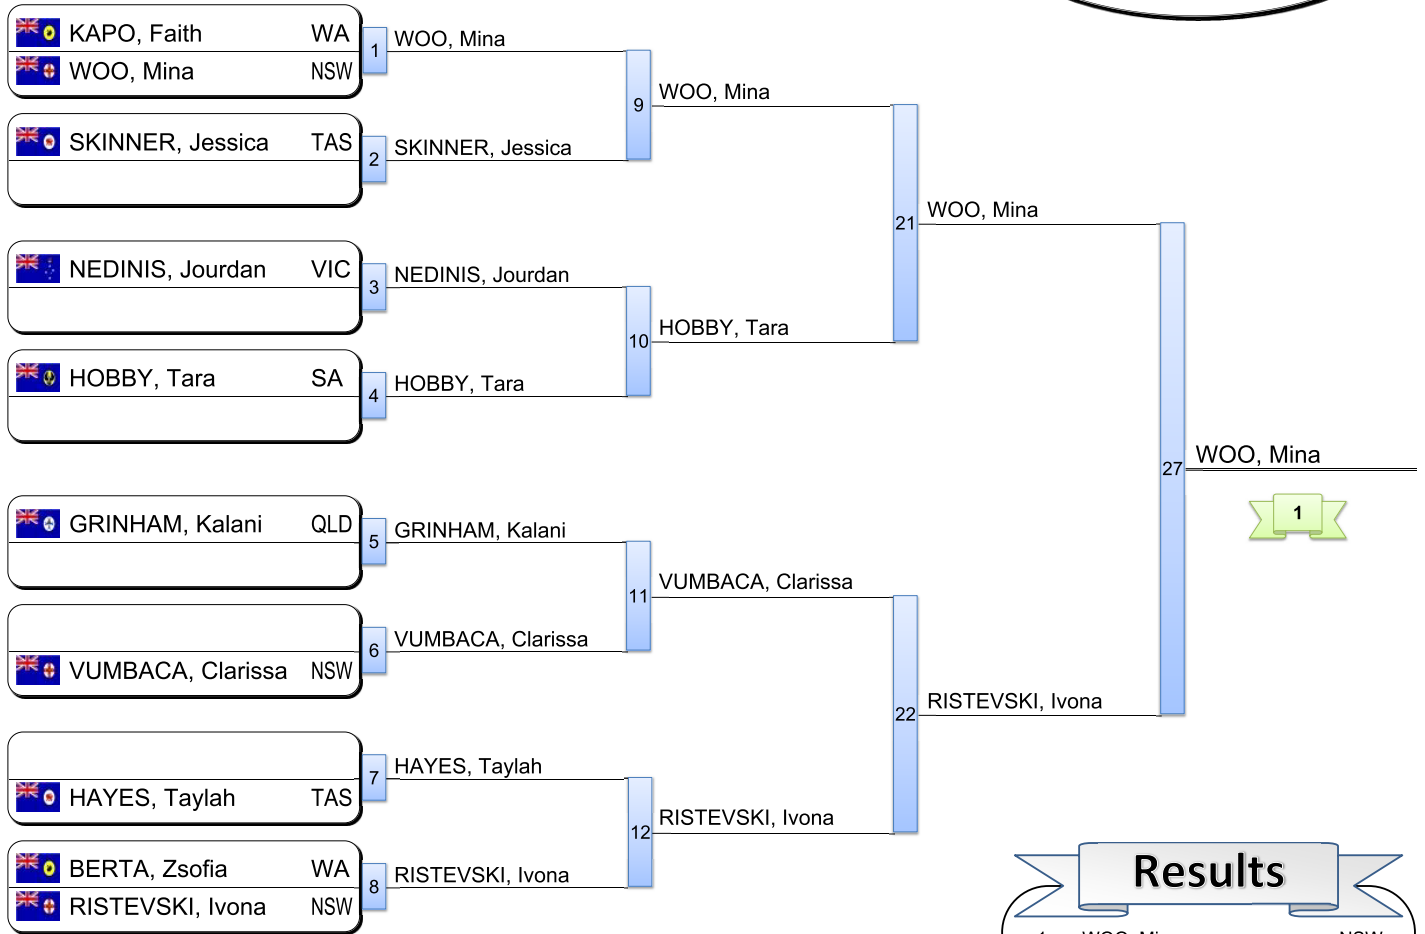 KAPO, Faith WA
WOO, Mina NSW
1 WOO, Mina
SKINNER, Jessica TAS
2 SKINNER, Jessica
9 WOO, Mina
NEDINIS, Jourdan VIC
3 NEDINIS, Jourdan
HOBBY, Tara SA
4 HOBBY, Tara
10 HOBBY, Tara
21 WOO, Mina
GRINHAM, Kalani QLD
5 GRINHAM, Kalani
VUMBACA, Clarissa NSW
6 VUMBACA, Clarissa
11 VUMBACA, Clarissa
HAYES, Taylah TAS
7 HAYES, Taylah
BERTA, Zsofia WA
RISTEVSKI, Ivona NSW
8 RISTEVSKI, Ivona
12 RISTEVSKI, Ivona
22 RISTEVSKI, Ivona
27 WOO, Mina
1
Results
WOO, Mina NSW